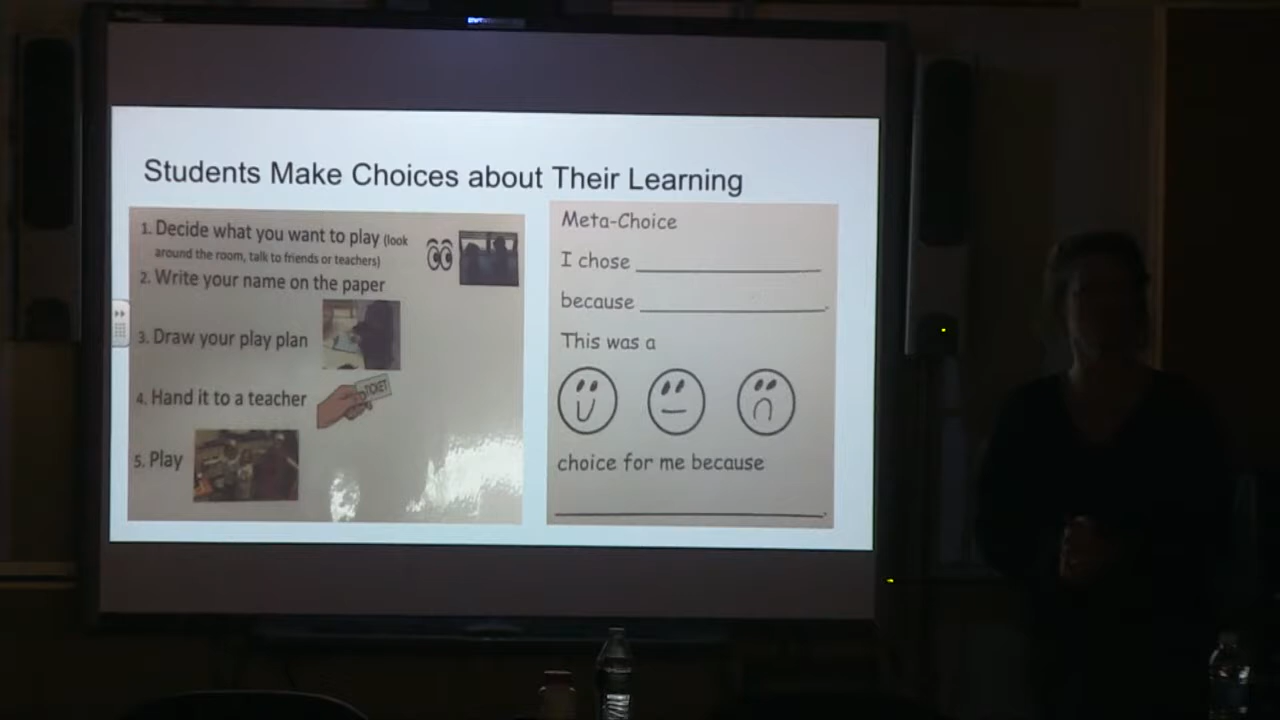 Students Make Choices about Their Learning
1. Decide what you want to play (look
around the room, talk to friends or teachers)
2. Write your name on the paper
3. Draw your play plan
4. Hand it to a teacher
TICKET
5. Play
Meta-Choice
I chose
because .
This was a
choice for me because
.